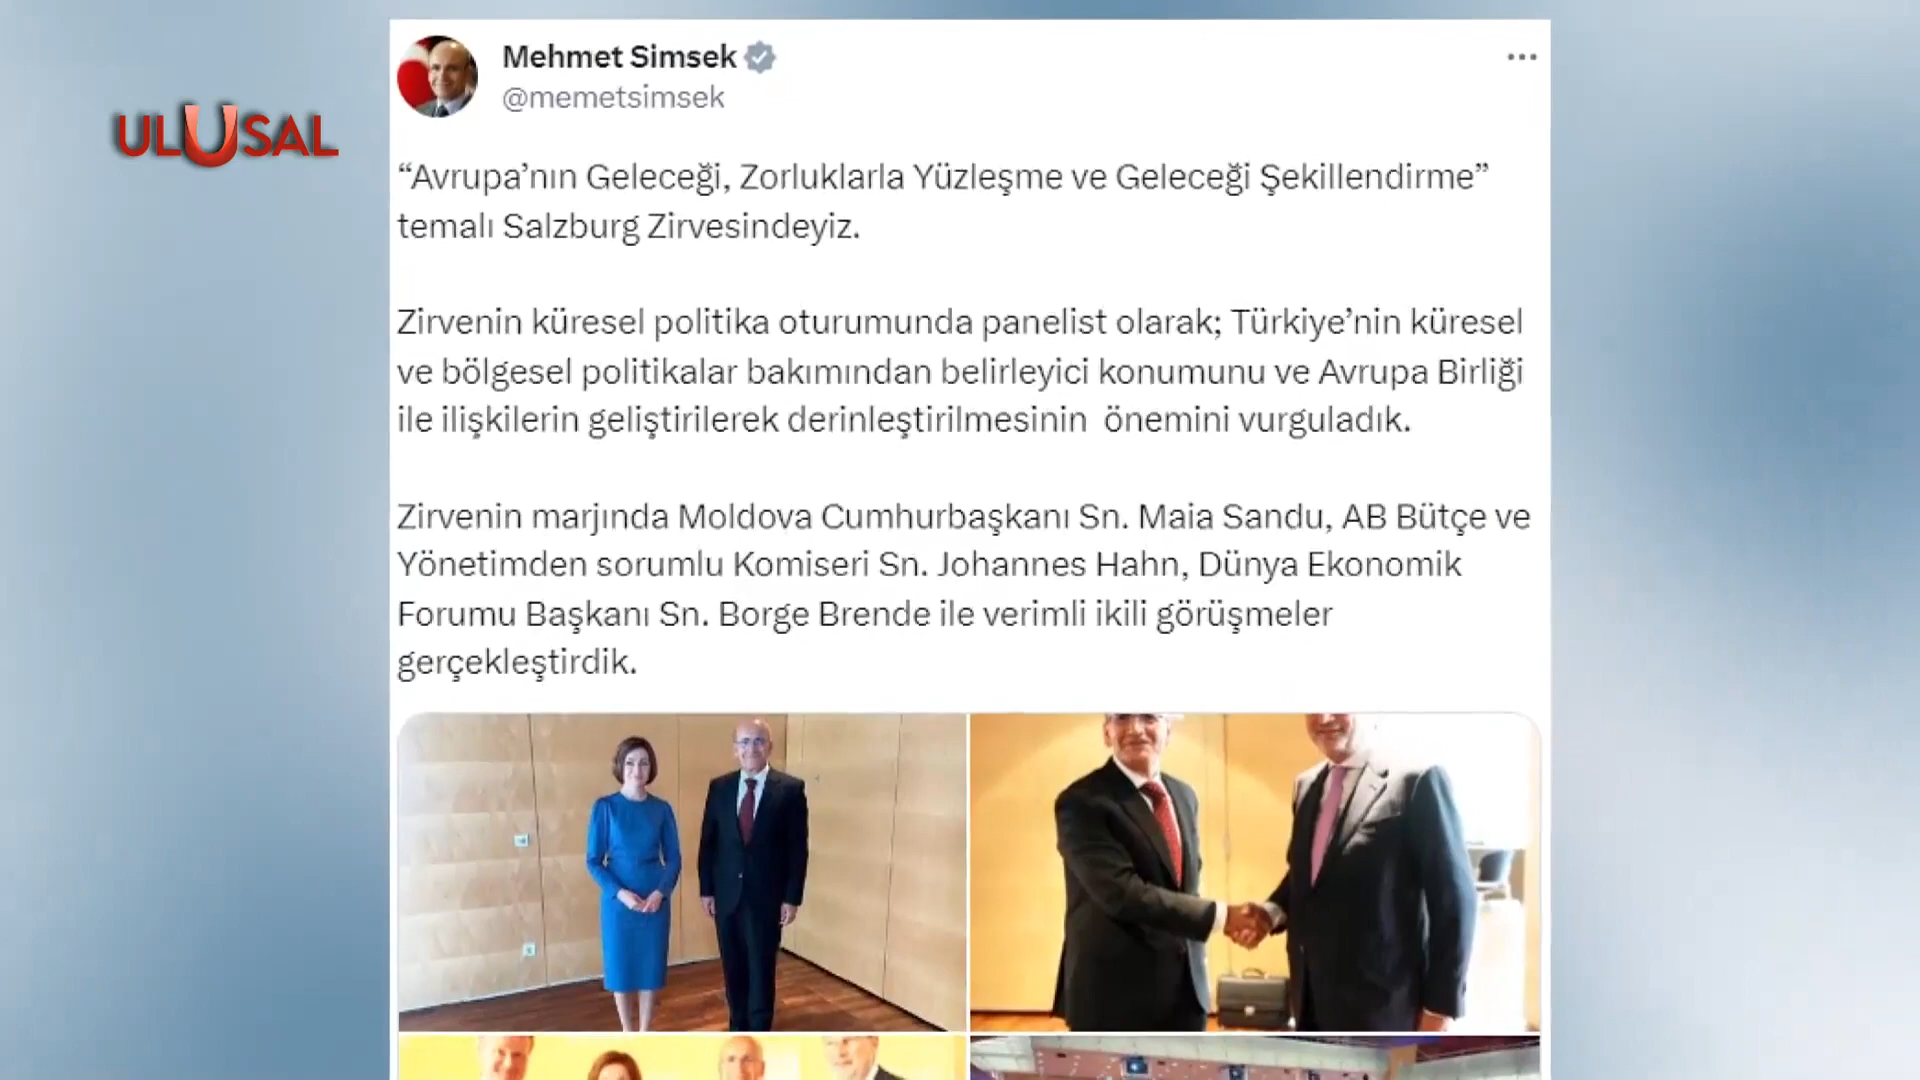 ULUSAL
Mehmet Simsek
@memetsimsek
“Avrupa’nın Geleceği, Zorluklarla Yüzleşme ve Geleceği Şekillendirme”
temalı Salzburg Zirvesindeyiz.
Zirvenin küresel politika oturumunda panelist olarak; Türkiye’nin küresel
ve bölgesel politikalar bakımından belirleyici konumunu ve Avrupa Birliği
ile ilişkilerin geliştirilerek derinleştirilmesinin  önemini vurguladık.
Zirvenin marjında Moldova Cumhurbaşkanı Sn. Maia Sandu, AB Bütçe ve
Yönetimden sorumlu Komiseri Sn. Johannes Hahn, Dünya Ekonomik
Forumu Başkanı Sn. Borge Brende ile verimli ikili görüşmeler
gerçekleştirdik.